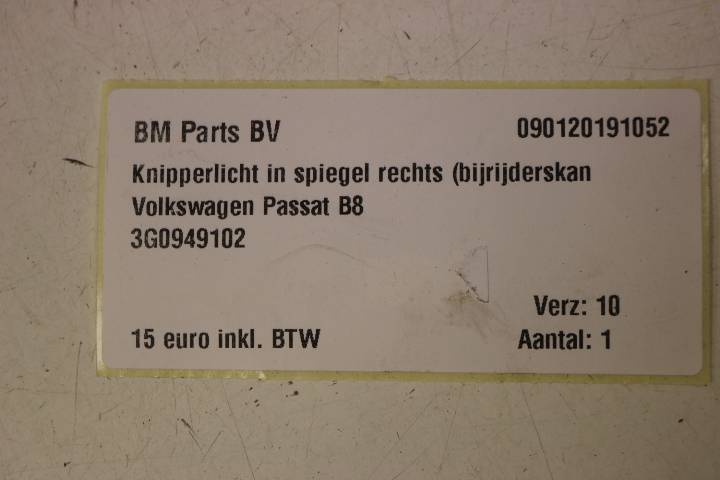 BM Parts BV 090120191052
Knipperlicht in spiegel rechts (bijrijderskan
Volkswagen Passat B8
3G0949102
Verz: 10
15 euro inkl. BTW Aantal: 1